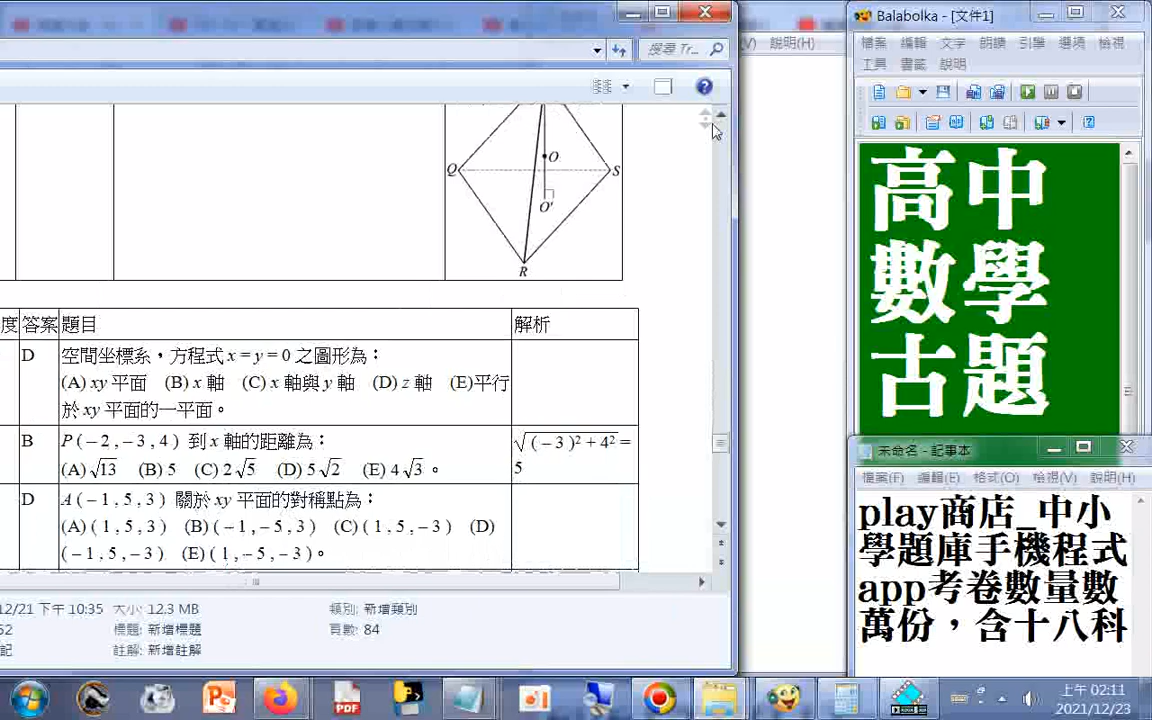 搜尋 Tr...
Q
O
S
O'
R
度 答案 題目 解析
D 空間坐標系，方程式 x = y = 0 之圖形為：
(A) xy 平面 (B) x 軸 (C) x 軸與 y 軸 (D) z 軸 (E)平行
於 xy 平面的一平面。
B P ( − 2 , − 3 , 4 ) 到 x 軸的距離為： √( − 3 )² + 4² =
(A) √13 (B) 5 (C) 2√5 (D) 5√2 (E) 4√3 。 5
D A ( − 1 , 5 , 3 ) 關於 xy 平面的對稱點為：
(A) ( 1 , 5 , 3 ) (B) ( − 1 , − 5 , 3 ) (C) ( 1 , 5 , − 3 ) (D)
( − 1 , 5 , − 3 ) (E) ( 1 , − 5 , − 3 )。
12/21 下午 10:35 大小: 12.3 MB 類別: 新增類別
52 標題: 新增標題 頁數: 84
記 註解: 新增註解
(V) 說明(H)
Balabolka - [文件1]
檔案 編輯 文字 朗讀 引擎 選項 檢視
工具 書籤 說明
高中
數學
古題
未命名 - 記事本
檔案(F) 編輯(E) 格式(O) 檢視(V) 說明(H)
play商店_中小
學題庫手機程式
app考卷數量數
萬份，含十八科
上午 02:11
2021/12/23